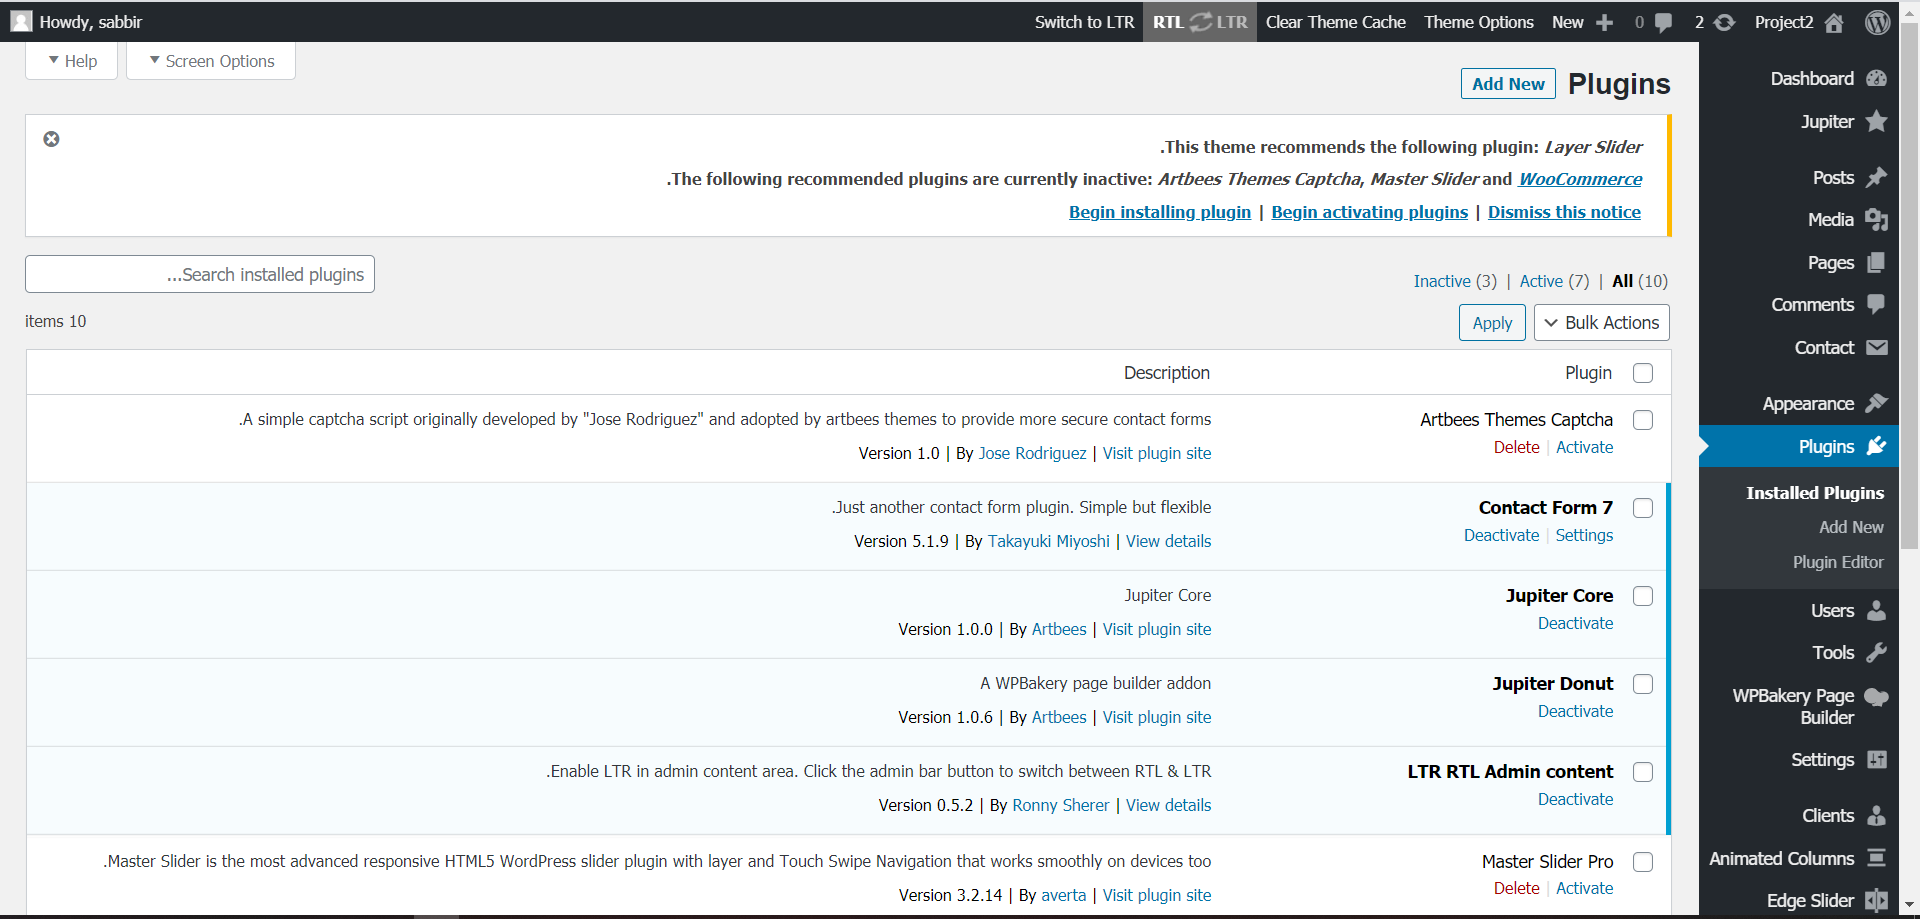 Howdy, sabbir
Switch to LTR
RTL LTR
Clear Theme Cache
Theme Options
New
0
2
Project2
Help
Screen Options
Add New
Plugins
.This theme recommends the following plugin: Layer Slider
.The following recommended plugins are currently inactive: Artbees Themes Captcha, Master Slider and WooCommerce
Begin installing plugin | Begin activating plugins | Dismiss this notice
...Search installed plugins
Inactive (3) | Active (7) | All (10)
items 10
Apply
Bulk Actions
Description
Plugin
.A simple captcha script originally developed by "Jose Rodriguez" and adopted by artbees themes to provide more secure contact forms
Version 1.0 | By Jose Rodriguez | Visit plugin site
Artbees Themes Captcha
Delete | Activate
.Just another contact form plugin. Simple but flexible
Version 5.1.9 | By Takayuki Miyoshi | View details
Contact Form 7
Deactivate | Settings
Jupiter Core
Version 1.0.0 | By Artbees | Visit plugin site
Jupiter Core
Deactivate
A WPBakery page builder addon
Version 1.0.6 | By Artbees | Visit plugin site
Jupiter Donut
Deactivate
.Enable LTR in admin content area. Click the admin bar button to switch between RTL & LTR
Version 0.5.2 | By Ronny Sherer | View details
LTR RTL Admin content
Deactivate
.Master Slider is the most advanced responsive HTML5 WordPress slider plugin with layer and Touch Swipe Navigation that works smoothly on devices too
Version 3.2.14 | By averta | Visit plugin site
Master Slider Pro
Delete | Activate
Dashboard
Jupiter
Posts
Media
Pages
Comments
Contact
Appearance
Plugins
Installed Plugins
Add New
Plugin Editor
Users
Tools
WPBakery Page
Builder
Settings
Clients
Animated Columns
Edge Slider